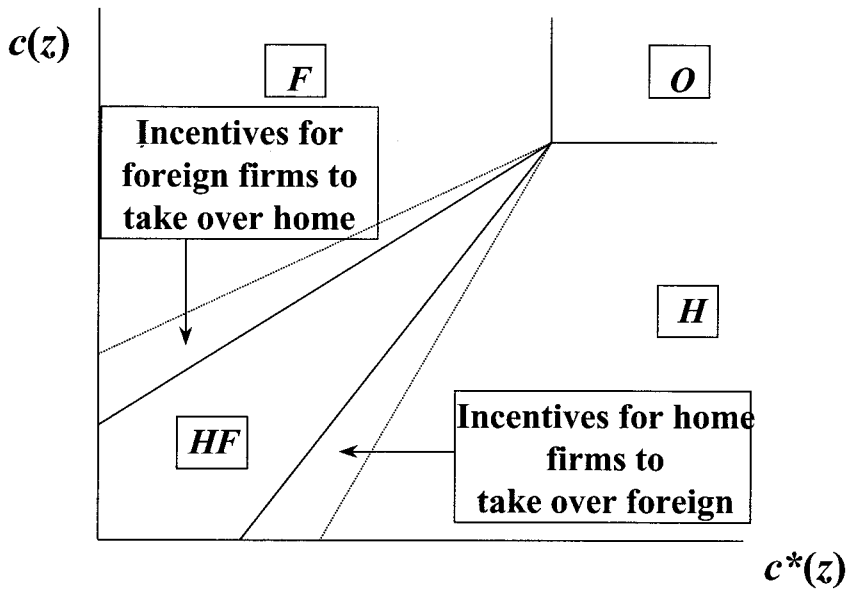 c(z)
F
O
Incentives for
foreign firms to
take over home
H
HF
Incentives for home
firms to
take over foreign
c*(z)